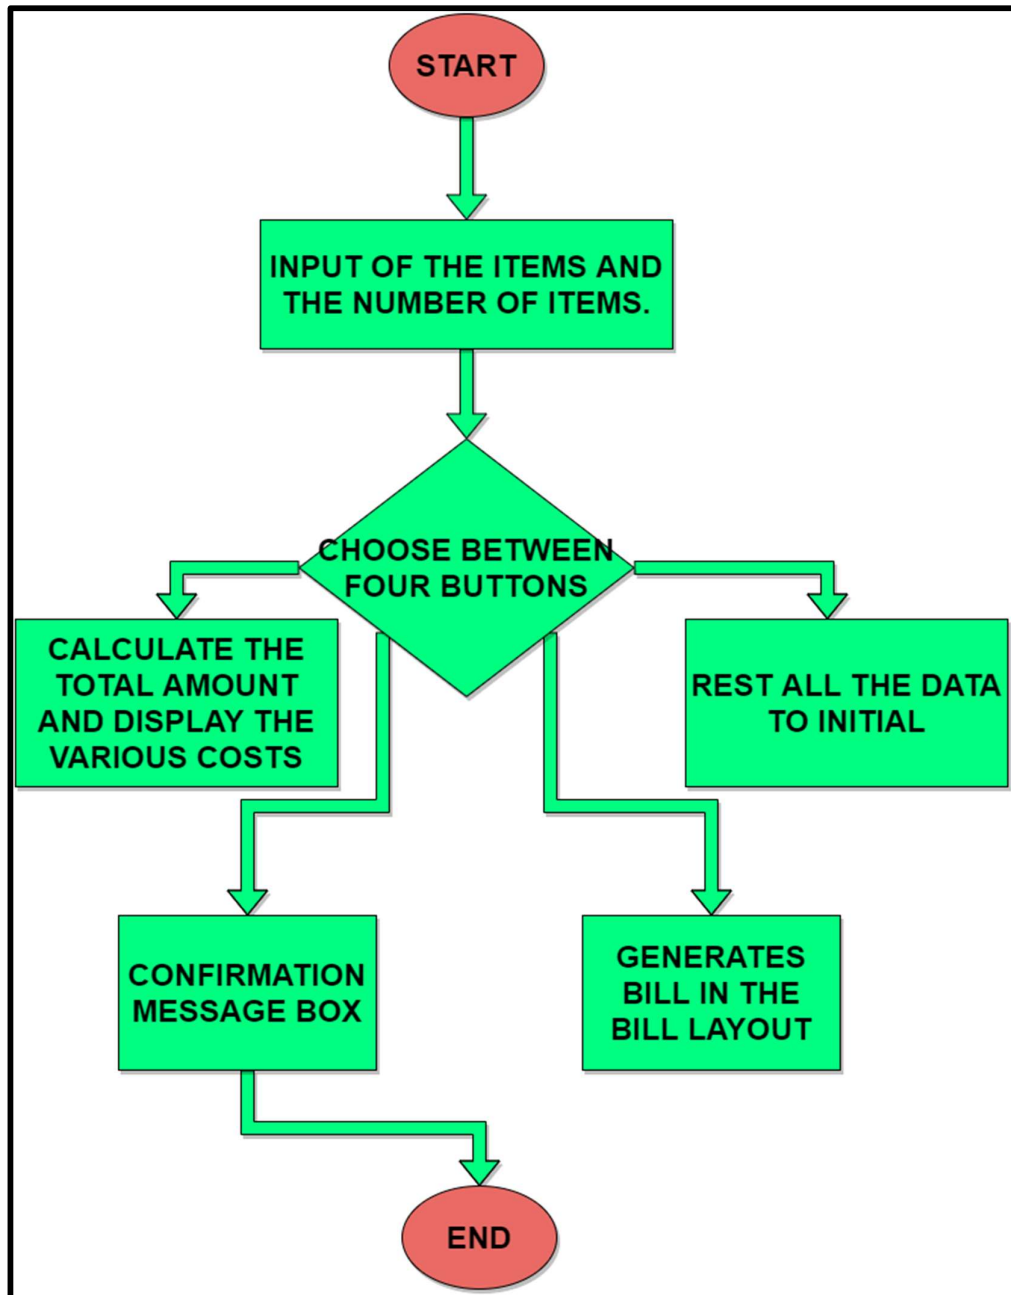 START
INPUT OF THE ITEMS AND
THE NUMBER OF ITEMS.
CHOOSE BETWEEN
FOUR BUTTONS
CALCULATE THE
TOTAL AMOUNT
AND DISPLAY THE
VARIOUS COSTS
REST ALL THE DATA
TO INITIAL
CONFIRMATION
MESSAGE BOX
GENERATES
BILL IN THE
BILL LAYOUT
END